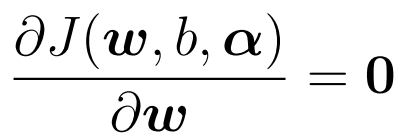 ∂J(𝒘, b, 𝜶)/∂𝒘 = 𝟎